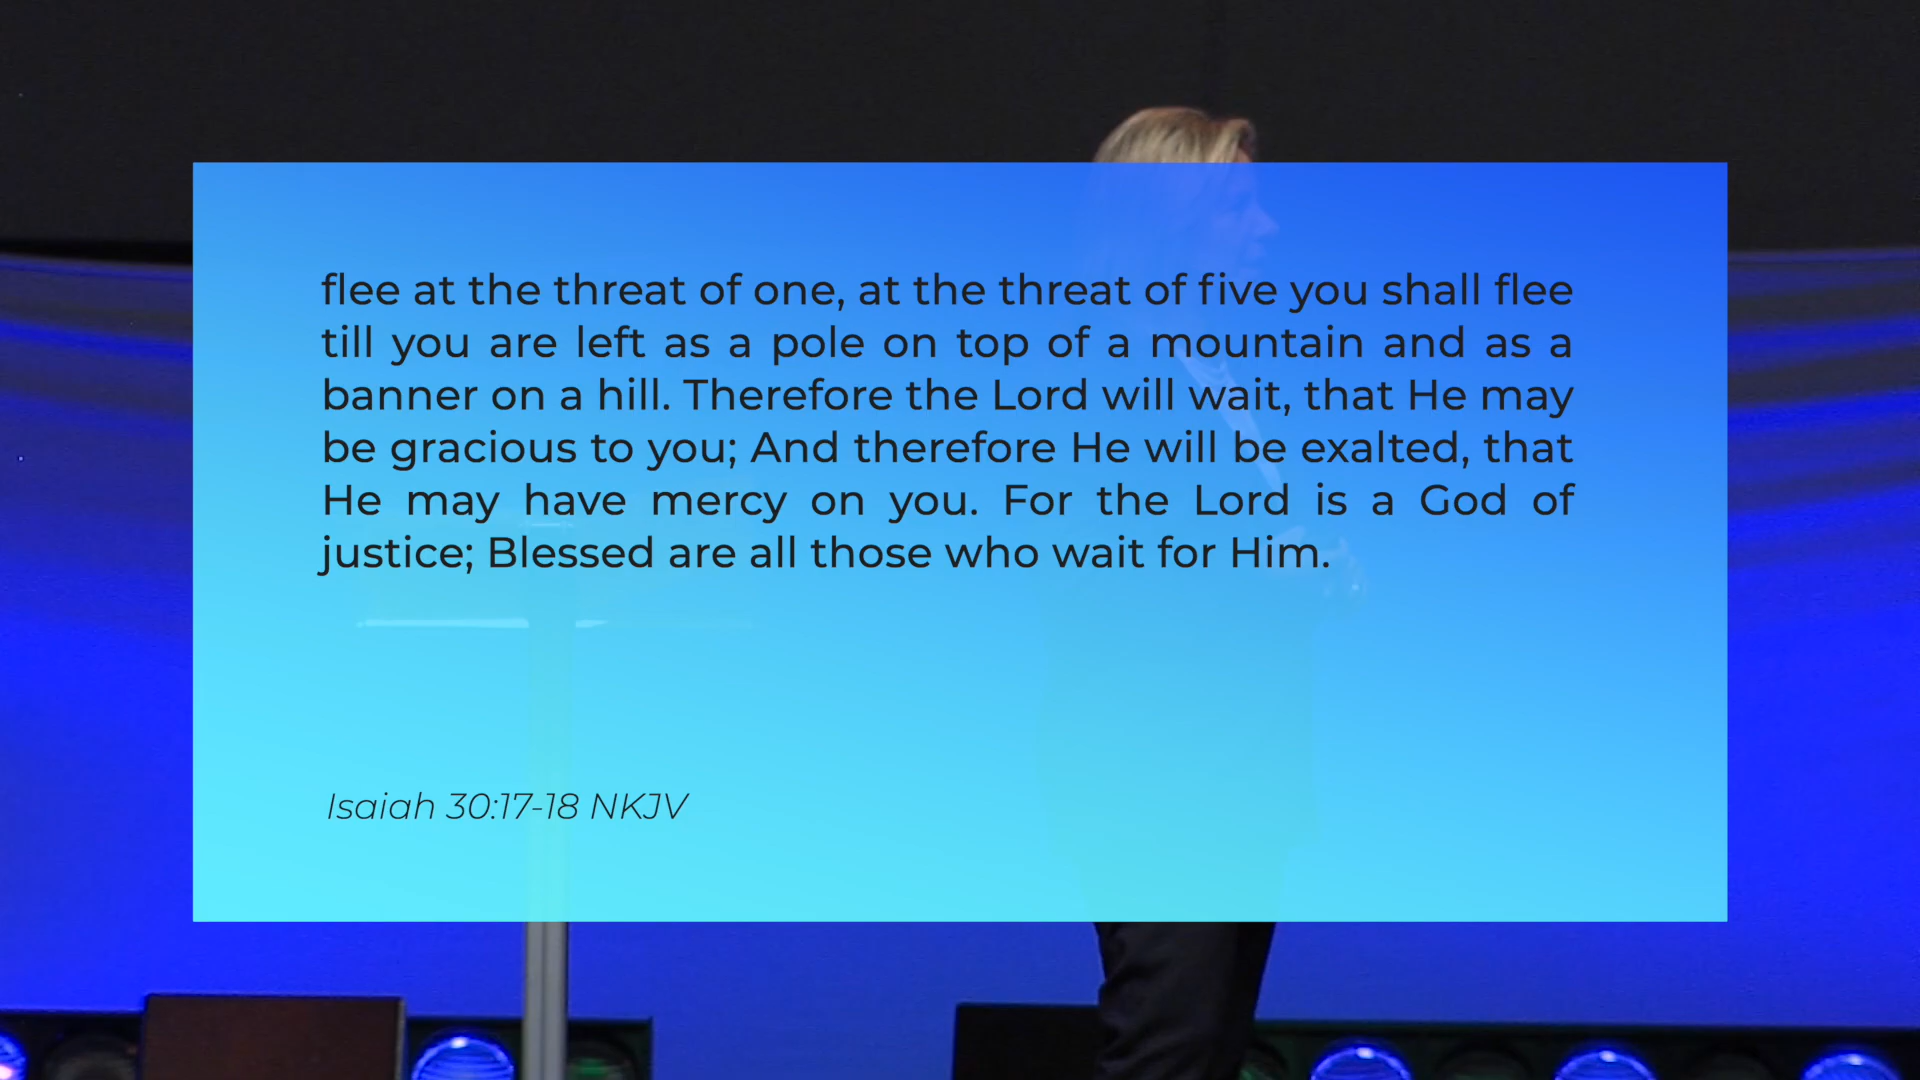 flee at the threat of one, at the threat of five you shall flee
till you are left as a pole on top of a mountain and as a
banner on a hill. Therefore the Lord will wait, that He may
be gracious to you; And therefore He will be exalted, that
He may have mercy on you. For the Lord is a God of
justice; Blessed are all those who wait for Him.
Isaiah 30:17-18 NKJV